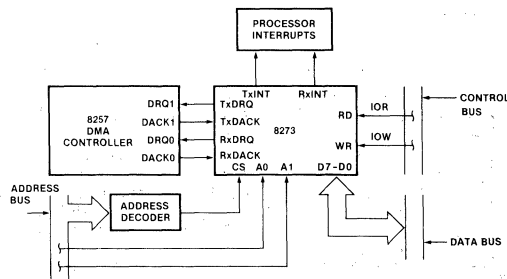 PROCESSOR
INTERRUPTS
TxINT RxINT
DRQ1 TxDRQ
8257 DACK1 TxDACK 8273 RD IOR CONTROL
DMA BUS
CONTROLLER DRQ0 RxDRQ WR IOW
DACK0 RxDACK
CS A0 A1 D7-D0
ADDRESS
BUS
ADDRESS
DECODER
DATA BUS